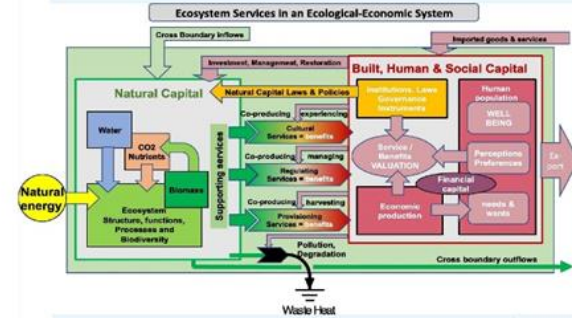 Ecosystem Services in an Ecological-Economic System
Cross Boundary Inflows
Imported goods & services
Investment, Management, Restoration
Built, Human & Social Capital
Natural Capital
Natural Capital Laws & Policies
Institutions, Laws
Governance
Instruments
Human
population
WELL
BEING
Water
CO2
Nutrients
Biomass
Natural
energy
Ecosystem
Structure, functions,
Processes and
Biodiversity
Supporting services
Co-producing experiencing
Cultural
Services = benefits
Co-producing managing
Regulating
Services = benefits
Co-producing harvesting
Provisioning
Services = benefits
Service /
Benefits
VALUATION
Perceptions
Preferences
Financial
capital
Economic
production
needs &
wants
Ex-
port
Pollution,
Degradation
Cross boundary outflows
Waste Heat